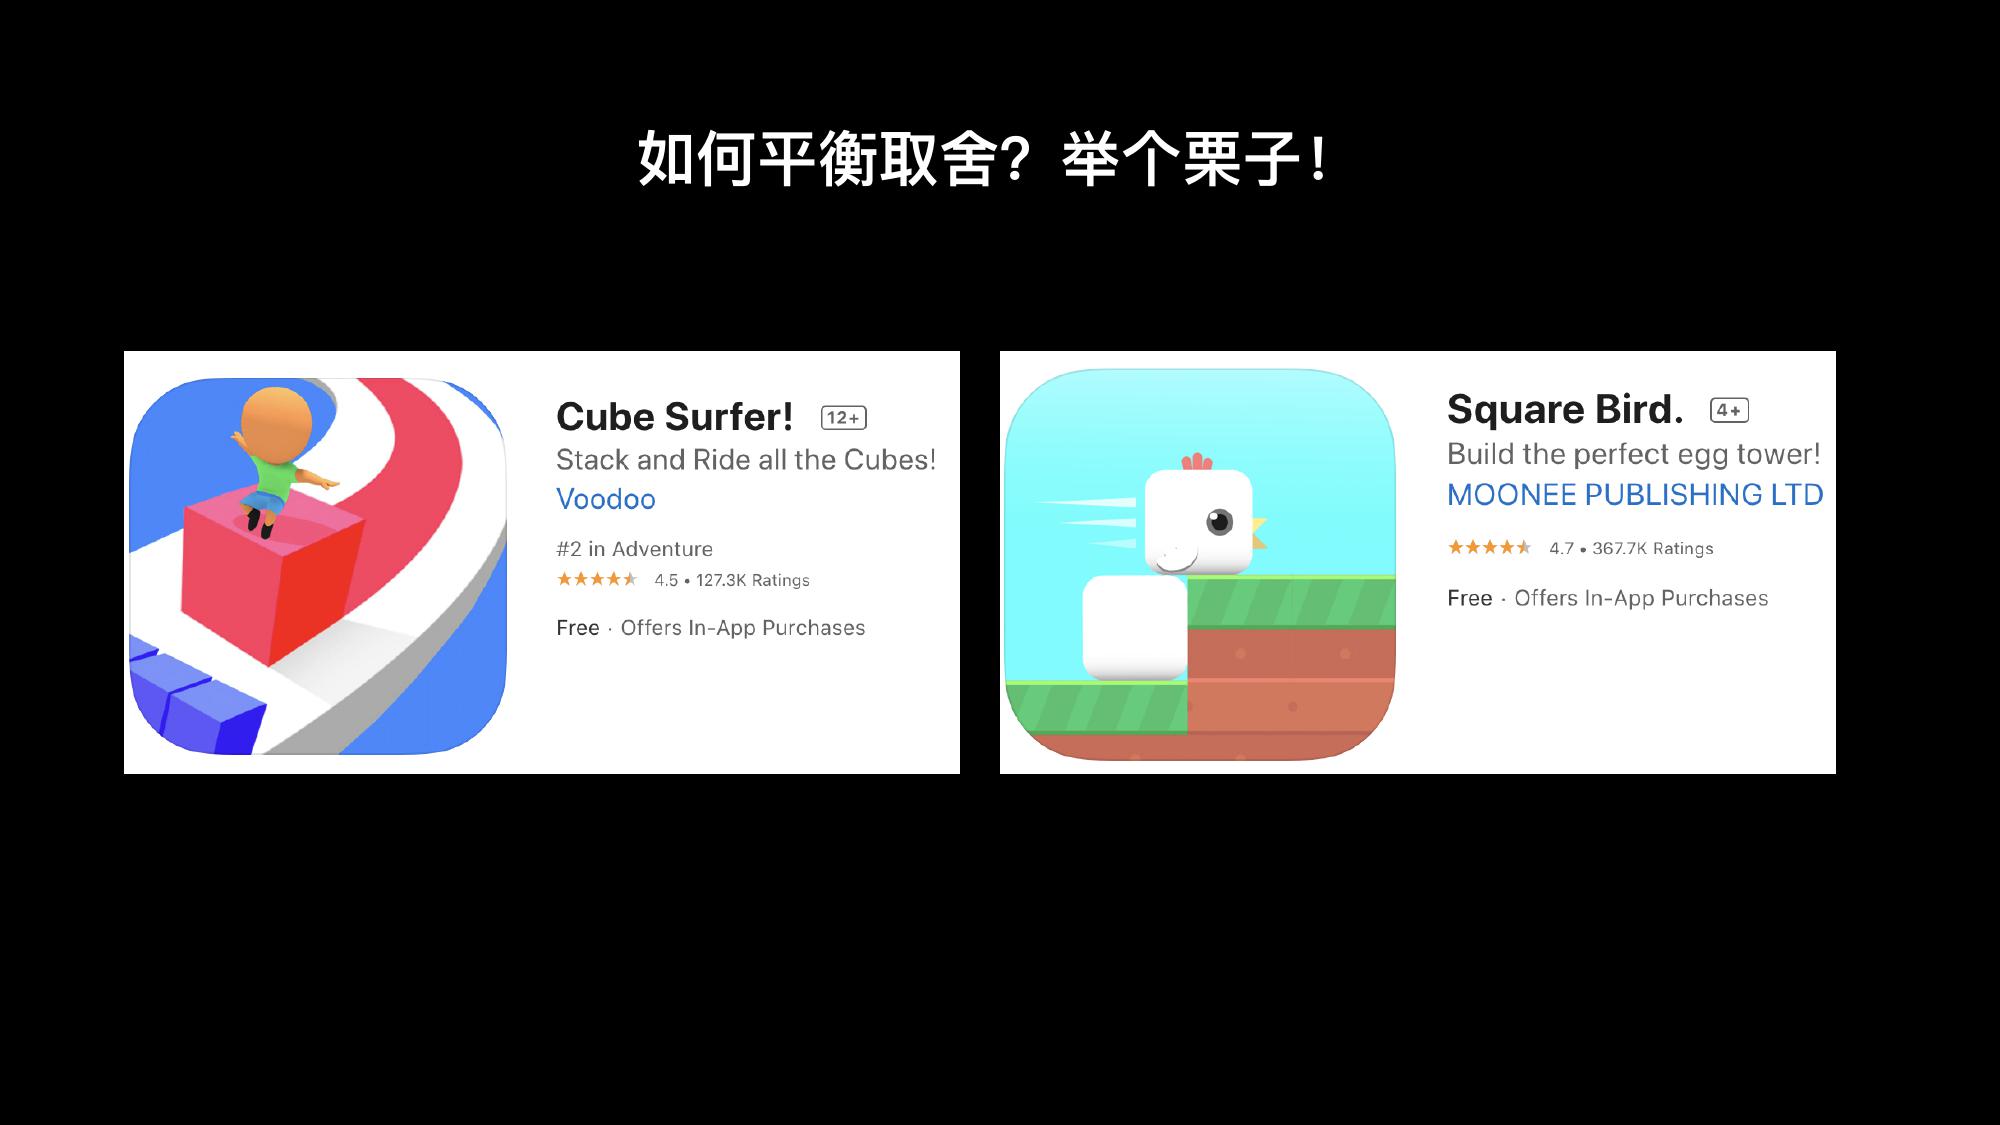 如何平衡取舍？举个栗子！
Cube Surfer! 12+
Stack and Ride all the Cubes!
Voodoo
#2 in Adventure
★★★★★ 4.5 • 127.3K Ratings
Free · Offers In-App Purchases
Square Bird. 4+
Build the perfect egg tower!
MOONEE PUBLISHING LTD
★★★★★ 4.7 • 367.7K Ratings
Free · Offers In-App Purchases